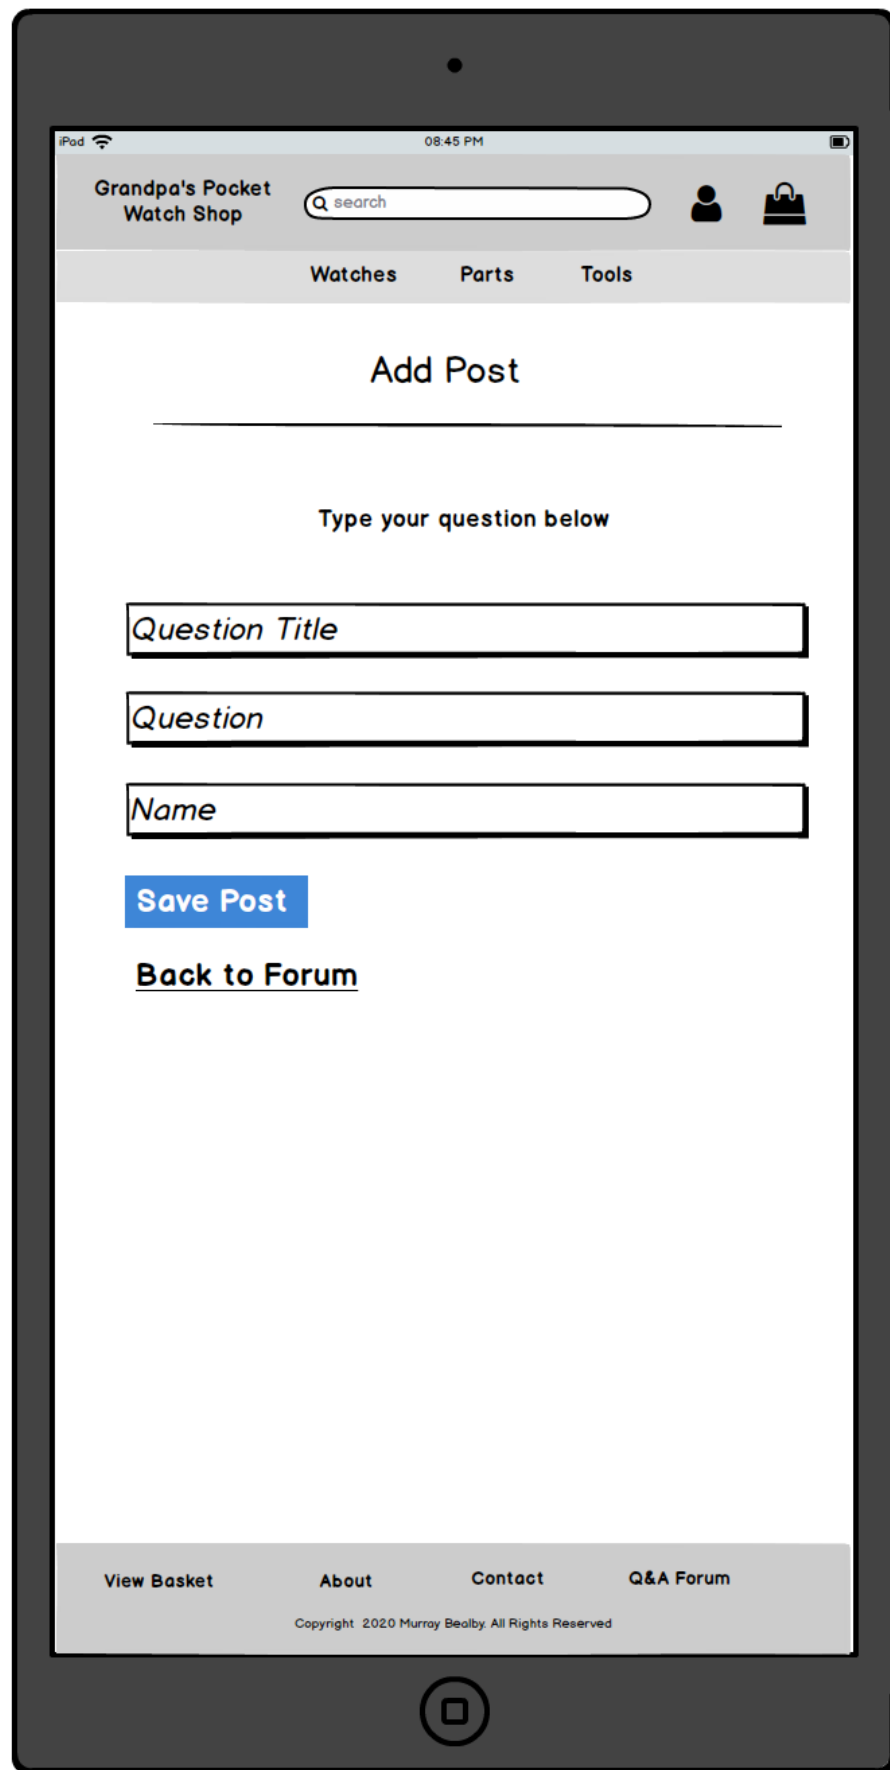 iPad 08:45 PM
Grandpa's Pocket
Watch Shop
search
Watches Parts Tools
Add Post
Type your question below
Question Title
Question
Name
Save Post
Back to Forum
View Basket About Contact Q&A Forum
Copyright 2020 Murray Bealby. All Rights Reserved